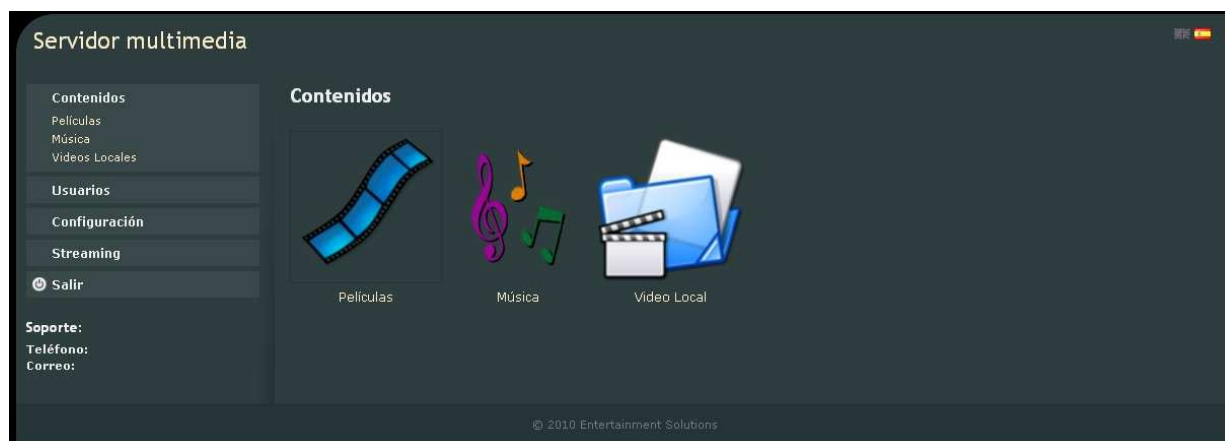 Servidor multimedia
Contenidos
Películas
Música
Videos Locales
Usuarios
Configuración
Streaming
Salir
Soporte:
Teléfono:
Correo:
Contenidos
Películas
Música
Video Local
© 2010 Entertainment Solutions